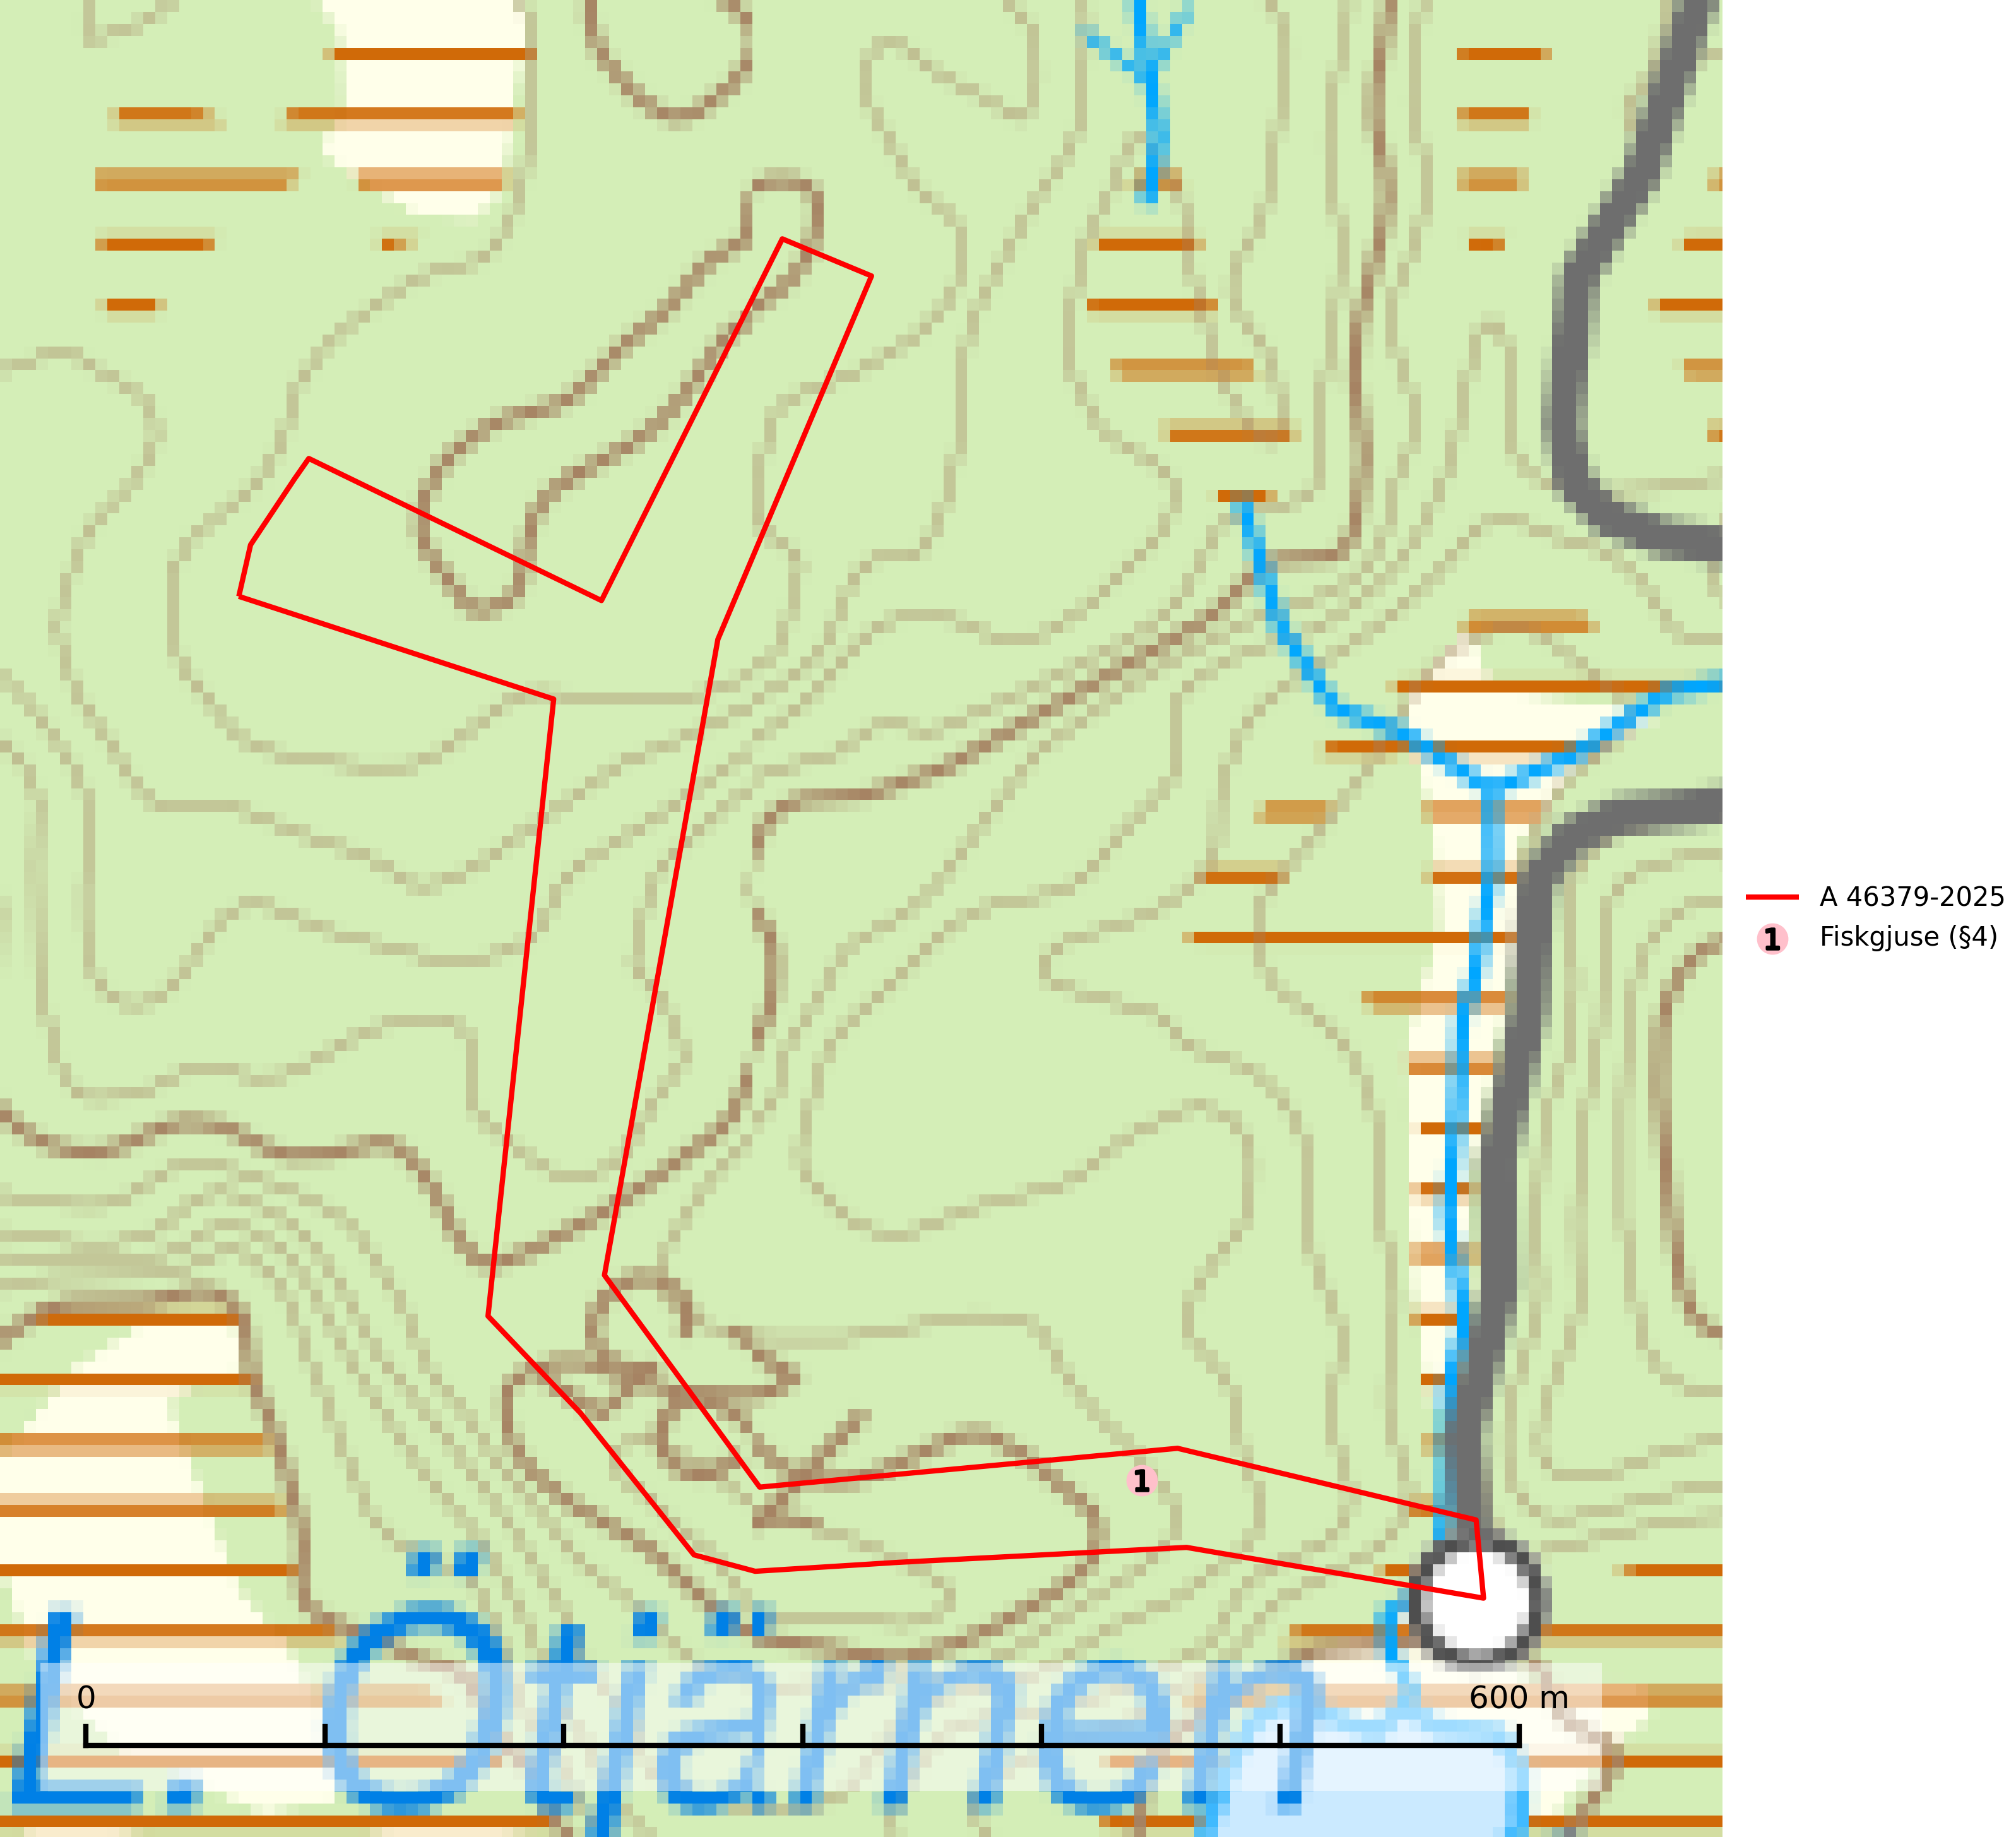 A 46379-2025
1 Fiskgjuse (§4)
1
L. Ötjärnen
0 600 m